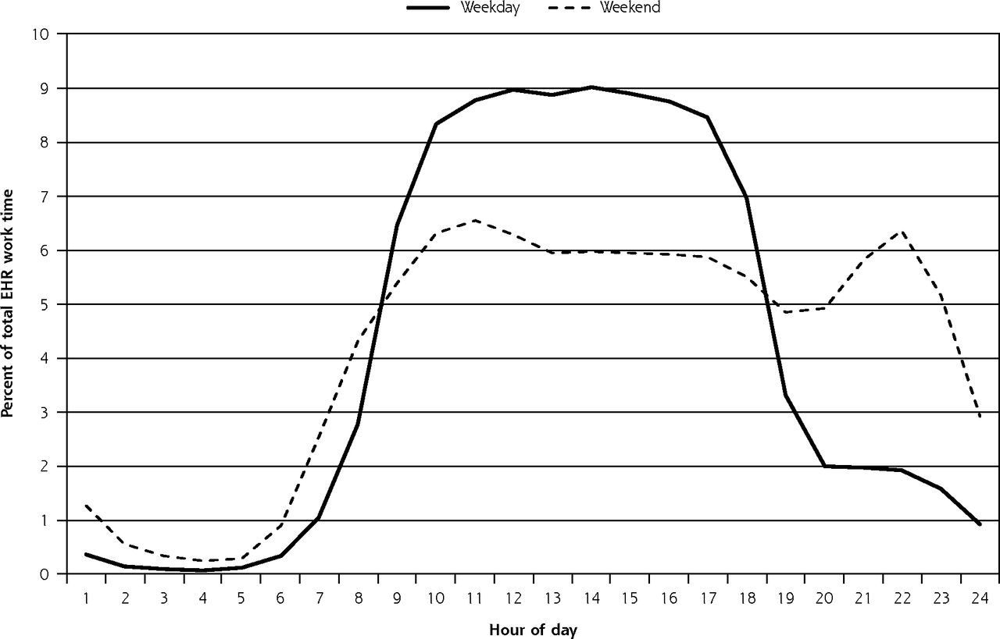 Weekday Weekend
10
9
8
7
6
5
4
3
2
1
0
Percent of total EHR work time
1 2 3 4 5 6 7 8 9 10 11 12 13 14 15 16 17 18 19 20 21 22 23 24
Hour of day